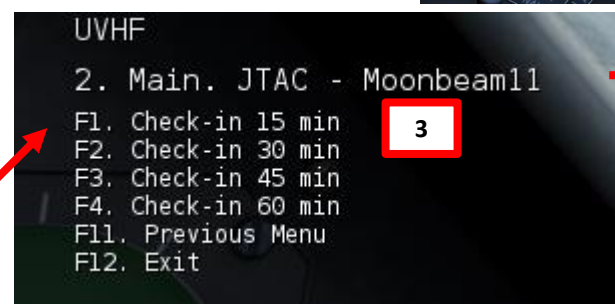 UVHF
2. Main. JTAC - Moonbeam11
F1. Check-in 15 min
3
F2. Check-in 30 min
F3. Check-in 45 min
F4. Check-in 60 min
F11. Previous Menu
F12. Exit